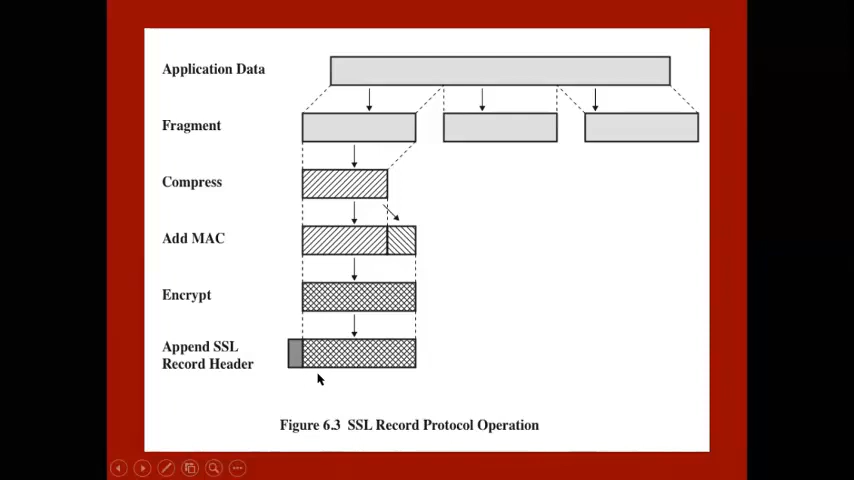 Application Data
Fragment
Compress
Add MAC
Encrypt
Append SSL
Record Header
Figure 6.3 SSL Record Protocol Operation